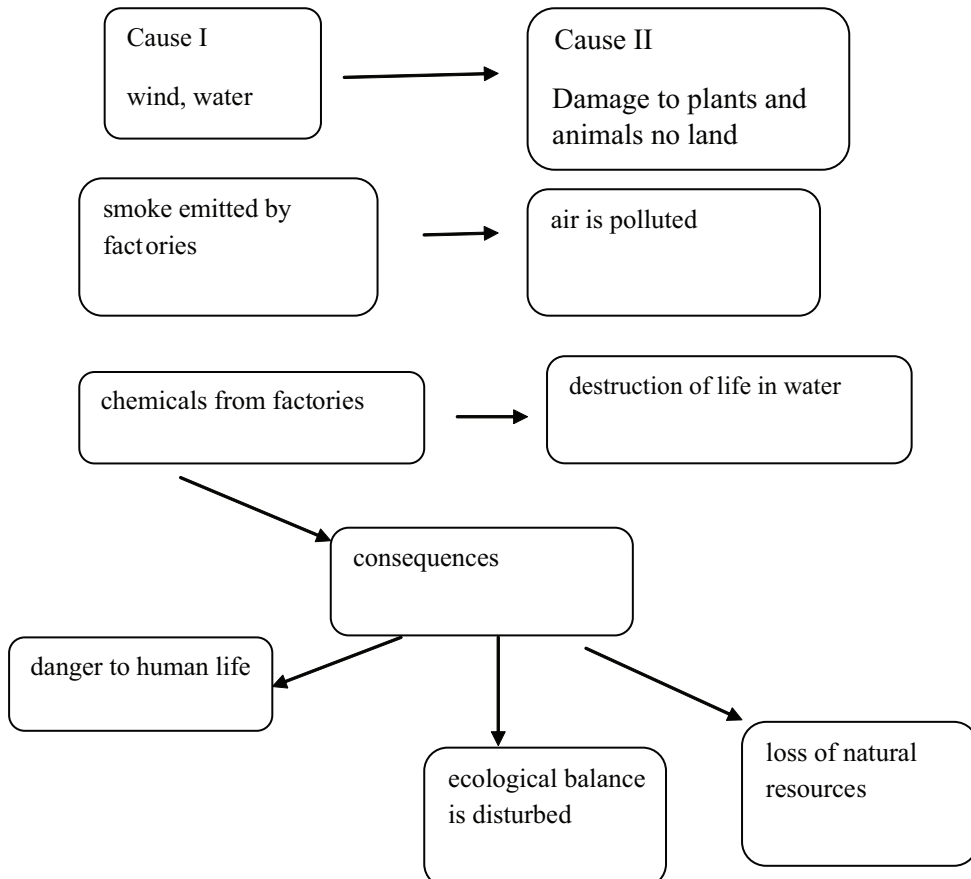 Cause I
wind, water
Cause II
Damage to plants and
animals no land
smoke emitted by
factories
air is polluted
chemicals from factories
destruction of life in water
consequences
danger to human life
ecological balance
is disturbed
loss of natural
resources